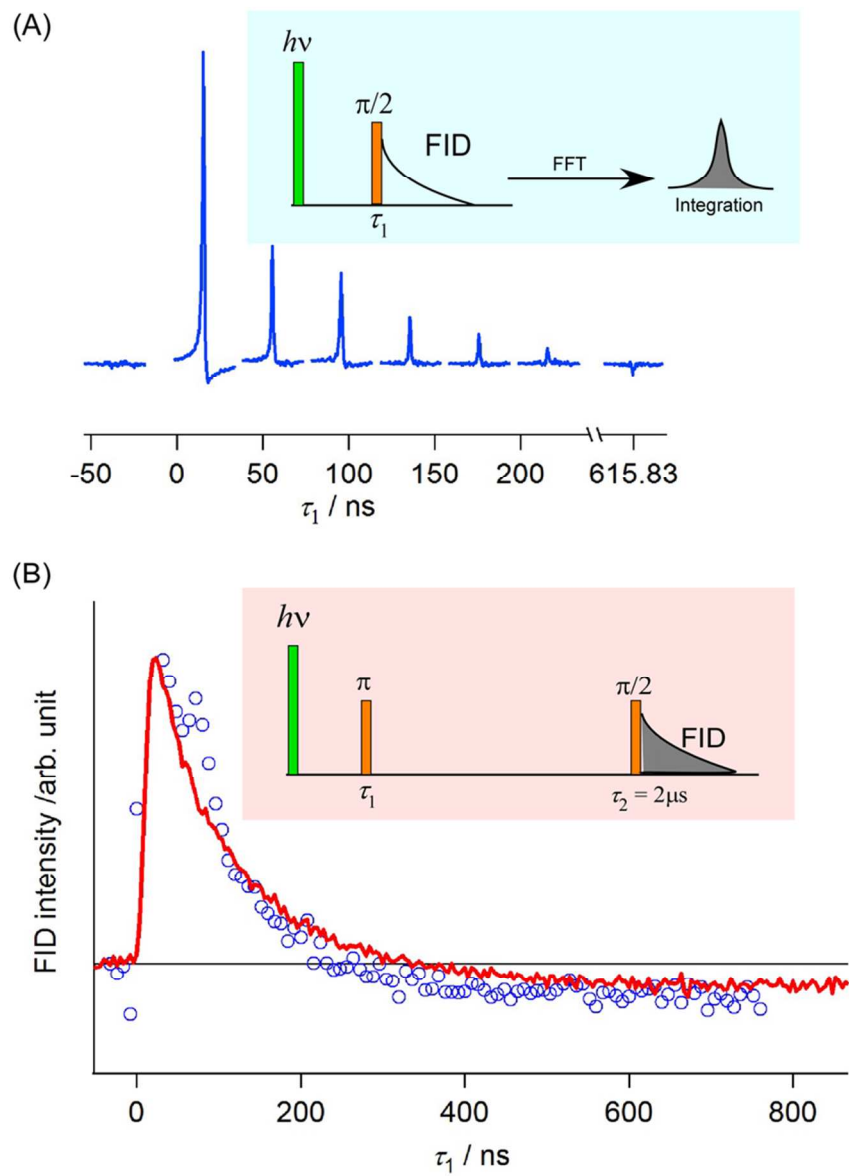 (A)
hν
π/2
FID
FFT
τ1
Integration
-50
0
50
100
150
200
615.83
τ1 / ns
(B)
hν
π
π/2
FID
τ1
τ2 = 2μs
FID intensity /arb. unit
0
200
400
600
800
τ1 / ns